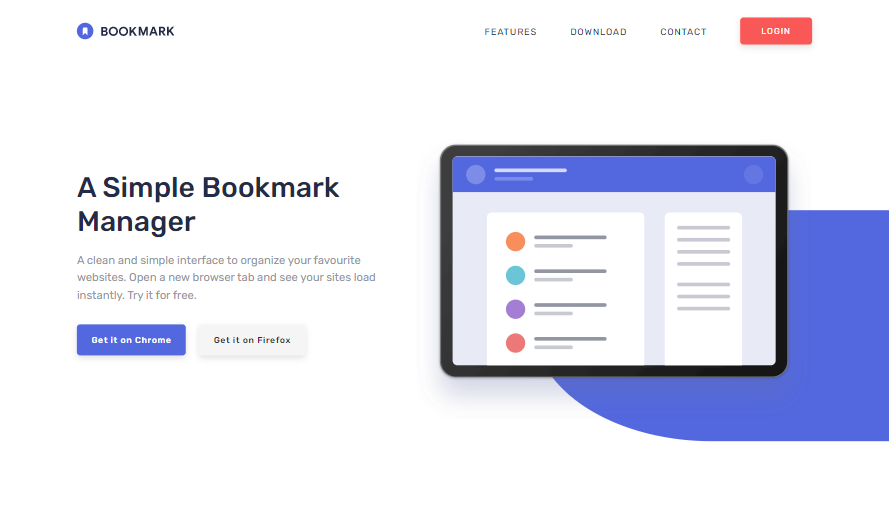 BOOKMARK
FEATURES DOWNLOAD CONTACT LOGIN
A Simple Bookmark
Manager
A clean and simple interface to organize your favourite
websites. Open a new browser tab and see your sites load
instantly. Try it for free.
Get it on Chrome Get it on Firefox